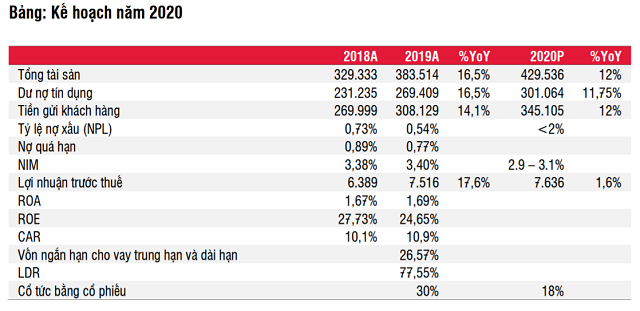 Bảng: Kế hoạch năm 2020
2018A 2019A %YoY 2020P %YoY
Tổng tài sản 329.333 383.514 16,5% 429.536 12%
Dư nợ tín dụng 231.235 269.409 16,5% 301.064 11,75%
Tiền gửi khách hàng 269.999 308.129 14,1% 345.105 12%
Tỷ lệ nợ xấu (NPL) 0,73% 0,54% <2%
Nợ quá hạn 0,89% 0,77%
NIM 3,38% 3,40% 2.9 – 3.1%
Lợi nhuận trước thuế 6.389 7.516 17,6% 7.636 1,6%
ROA 1,67% 1,69%
ROE 27,73% 24,65%
CAR 10,1% 10,9%
Vốn ngắn hạn cho vay trung hạn và dài hạn 26,57%
LDR 77,55%
Cổ tức bằng cổ phiếu 30% 18%